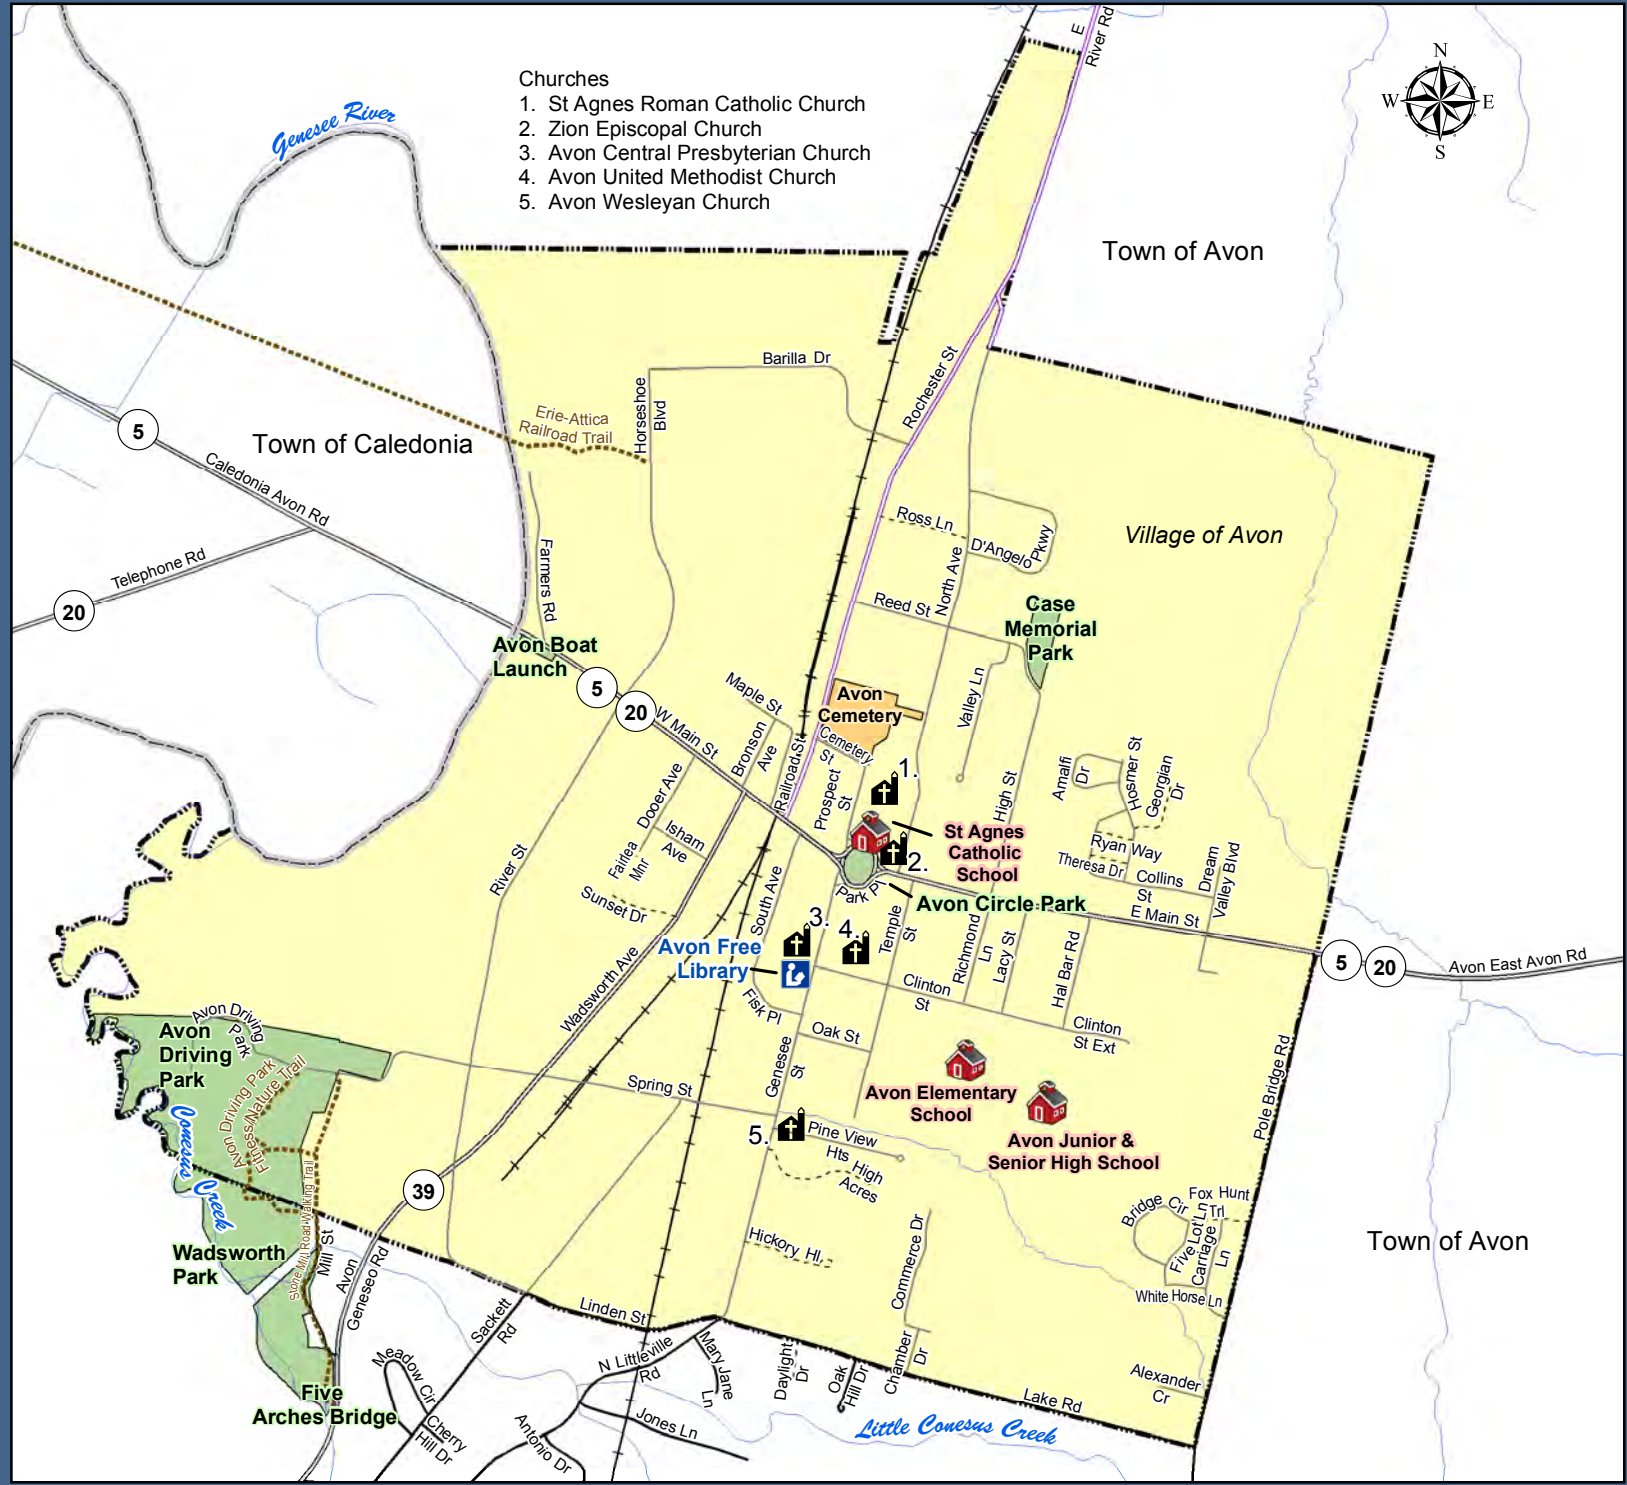 Churches
1. St Agnes Roman Catholic Church
2. Zion Episcopal Church
3. Avon Central Presbyterian Church
4. Avon United Methodist Church
5. Avon Wesleyan Church
N
W
E
S
E
River Rd
Genesee River
Town of Avon
Barilla Dr
Rochester St
Horseshoe
Blvd
Erie-Attica
Railroad Trail
5
Town of Caledonia
Caledonia Avon Rd
Telephone Rd
20
Farmers Rd
Ross Ln
D'Angelo
Pkwy
North Ave
Village of Avon
Reed St
Case
Memorial
Park
Avon Boat
Launch
5
20
W Main St
Maple St
Bronson
Ave
Railroad St
Avon
Cemetery
Cemetery
St
Prospect
St
Valley Ln
High St
1.
Amalfi
Dr
Hosmer St
Georgian
Dr
Dooer Ave
Isham
Ave
Fairlea
Mnr
Sunset Dr
River St
St Agnes
Catholic
School
2.
Ryan Way
Theresa Dr
Collins
St
Dream
Valley Blvd
Park Pl
Avon Circle Park
E Main St
South Ave
3.
4.
Temple
St
Richmond
Ln
Lacy St
Hal Bar Rd
Avon Free
Library
5
20
Avon East Avon Rd
Wadsworth Ave
Fisk Pl
Clinton
St
Clinton
St Ext
Oak St
Genesee
St
Avon Driving
Park
Avon
Driving
Park
Avon Driving Park
Fitness/Nature Trail
Spring St
Avon Elementary
School
Avon Junior &
Senior High School
Pole Bridge Rd
5.
Pine View
Hts
High
Acres
Conesus
Creek
39
Stone Mill Road Walking Trail
Mill St
Wadsworth
Park
Avon
Geneseo Rd
Hickory Hl
Commerce Dr
Chamber
Dr
Bridge Cir
Fox Hunt
Trl
Five Lot Ln
Carriage
Ln
White Horse Ln
Town of Avon
Linden St
Sackett
Rd
N Littleville
Rd
Mary Jane
Ln
Daylight
Dr
Oak
Hill Dr
Alexander
Cr
Lake Rd
Meadow Cir
Five
Arches Bridge
Cherry
Hill Dr
Antonio Dr
Jones Ln
Little Conesus Creek